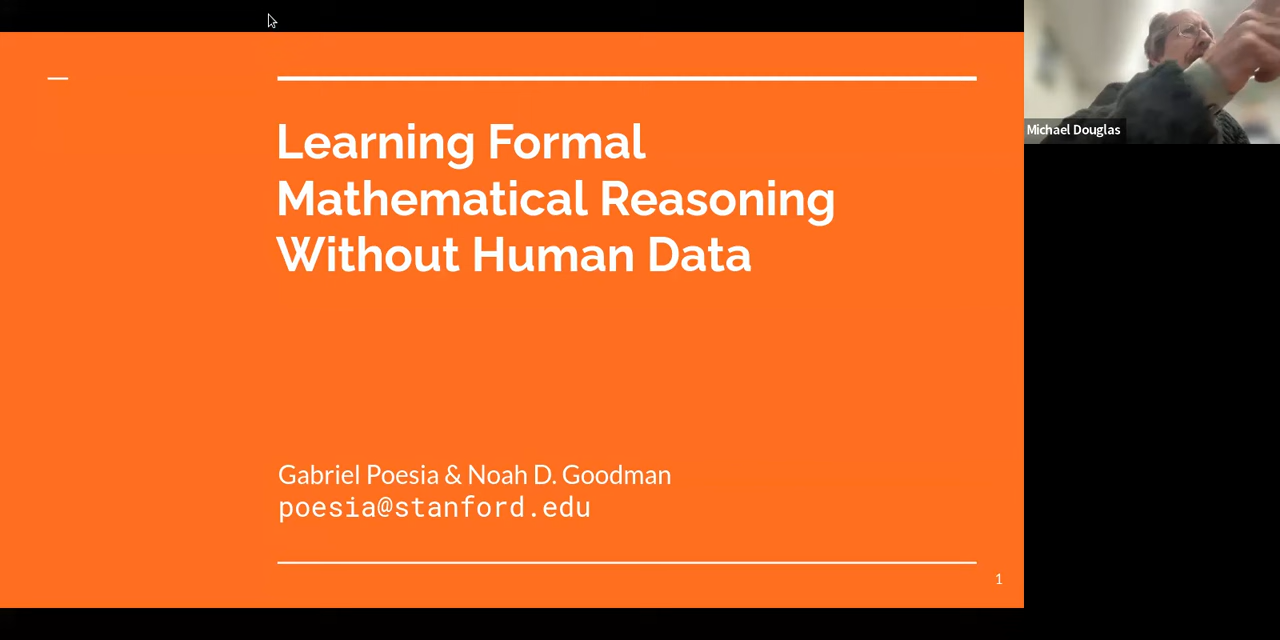 Learning Formal
Mathematical Reasoning
Without Human Data
Gabriel Poesia & Noah D. Goodman
poesia@stanford.edu
1
Michael Douglas